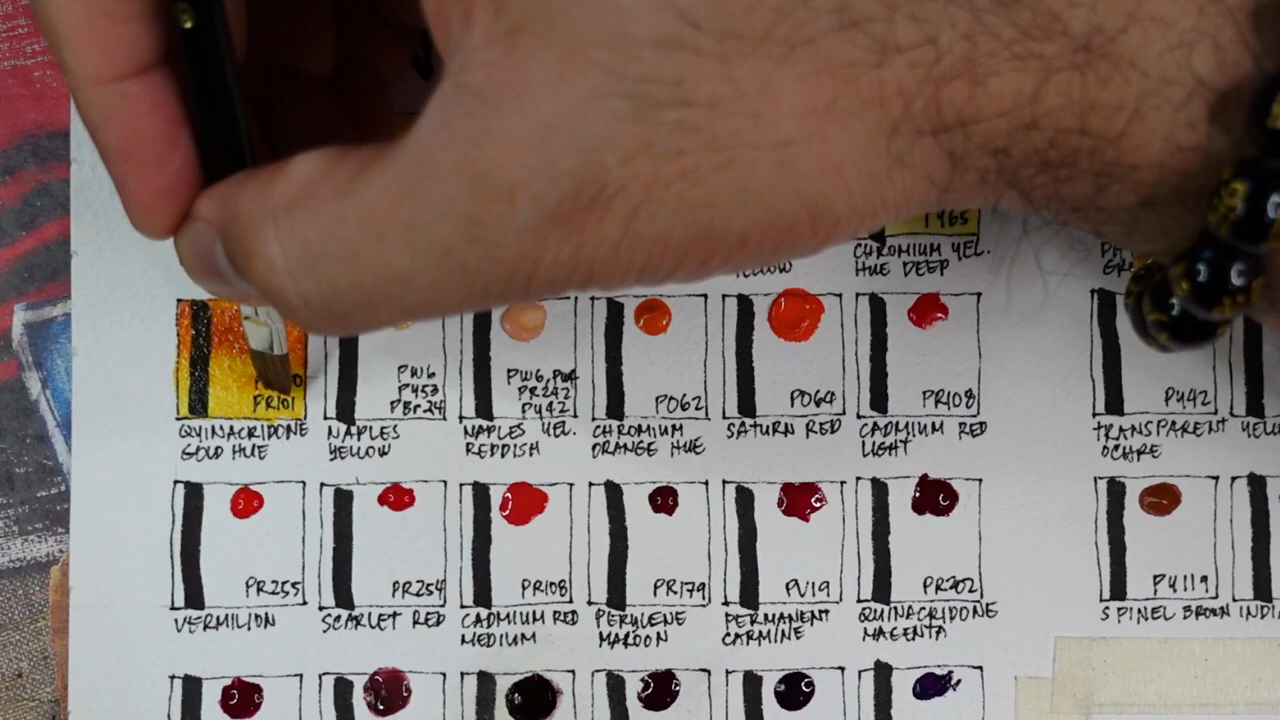 PY65
CHROMIUM YEL.
HUE DEEP
PR101
PW6
PY53
PBr24
PW6, PW4
PR242
PY42
PO62
PO64
PR108
PY42
QUINACRIDONE
GOLD HUE
NAPLES
YELLOW
NAPLES YEL.
REDDISH
CHROMIUM
ORANGE HUE
SATURN RED
CADMIUM RED
LIGHT
TRANSPARENT
OCHRE
PR255
PR254
PR108
PR179
PV19
PR202
PY119
VERMILION
SCARLET RED
CADMIUM RED
MEDIUM
PERYLENE
MAROON
PERMANENT
CARMINE
QUINACRIDONE
MAGENTA
SPINEL BROWN